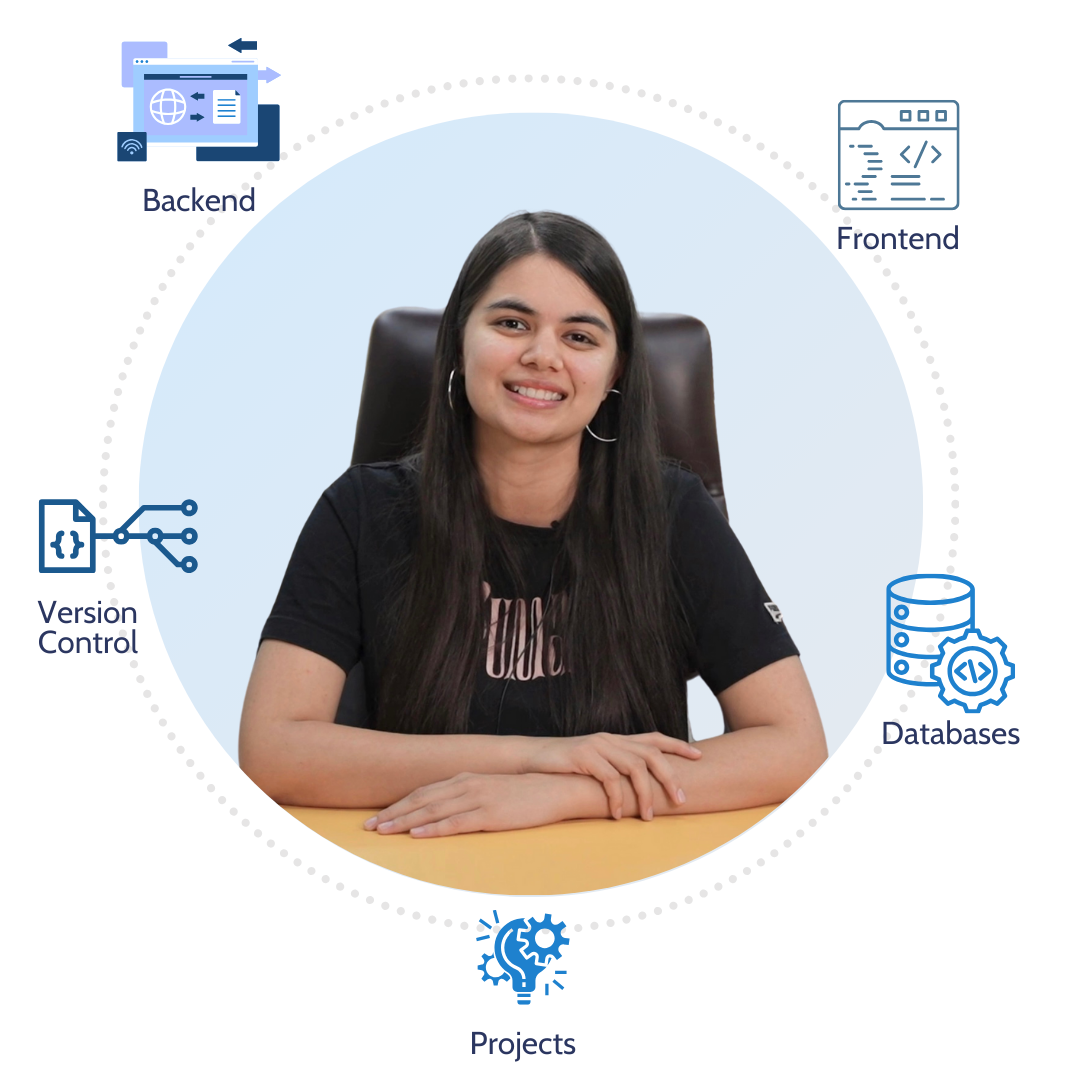 Backend
Frontend
Version
Control
Databases
Projects